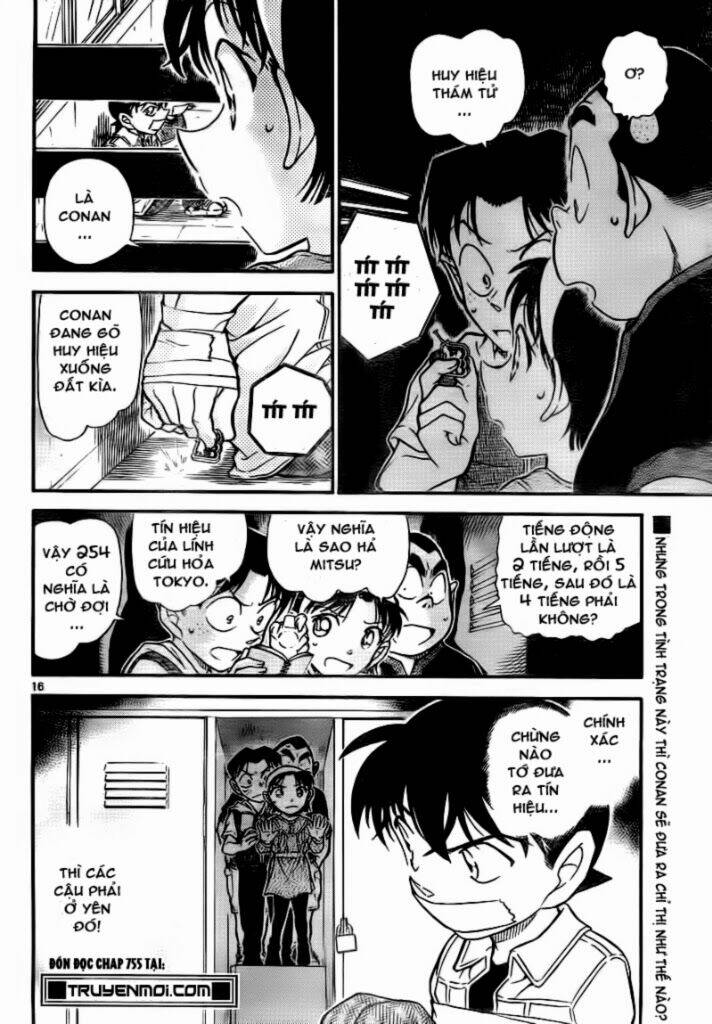 Ơ?
HUY HIỆU
THÁM TỬ
...
TÍT TÍT
TÍT TÍT
TÍT
LÀ
CONAN
...
CONAN
ĐANG GÕ
HUY HIỆU
XUỐNG
ĐẤT KÌA.
TÍT TÍT
TIẾNG ĐỘNG
LẦN LƯỢT LÀ
2 TIẾNG, RỒI 5
TIẾNG, SAU ĐÓ LÀ
4 TIẾNG PHẢI
KHÔNG?
VẬY NGHĨA
LÀ SAO HẢ
MITSU?
TÍN HIỆU
CỦA LÍNH
CỨU HỎA
TOKYO.
VẬY 254
CÓ
NGHĨA LÀ
CHỜ ĐỢI
...
16
CHÍNH
XÁC
...
CHỪNG
NÀO
TỚ ĐƯA
RA TÍN
HIỆU...
THÌ CÁC
CẬU PHẢI
Ở YÊN
ĐÓ!
NHƯNG TRONG TÌNH TRẠNG NÀY THÌ CONAN SẼ ĐƯA RA CHỈ THỊ NHƯ THẾ NÀO?
ĐÓN ĐỌC CHAP 755 TẠI:
TRUYENMOI.COM